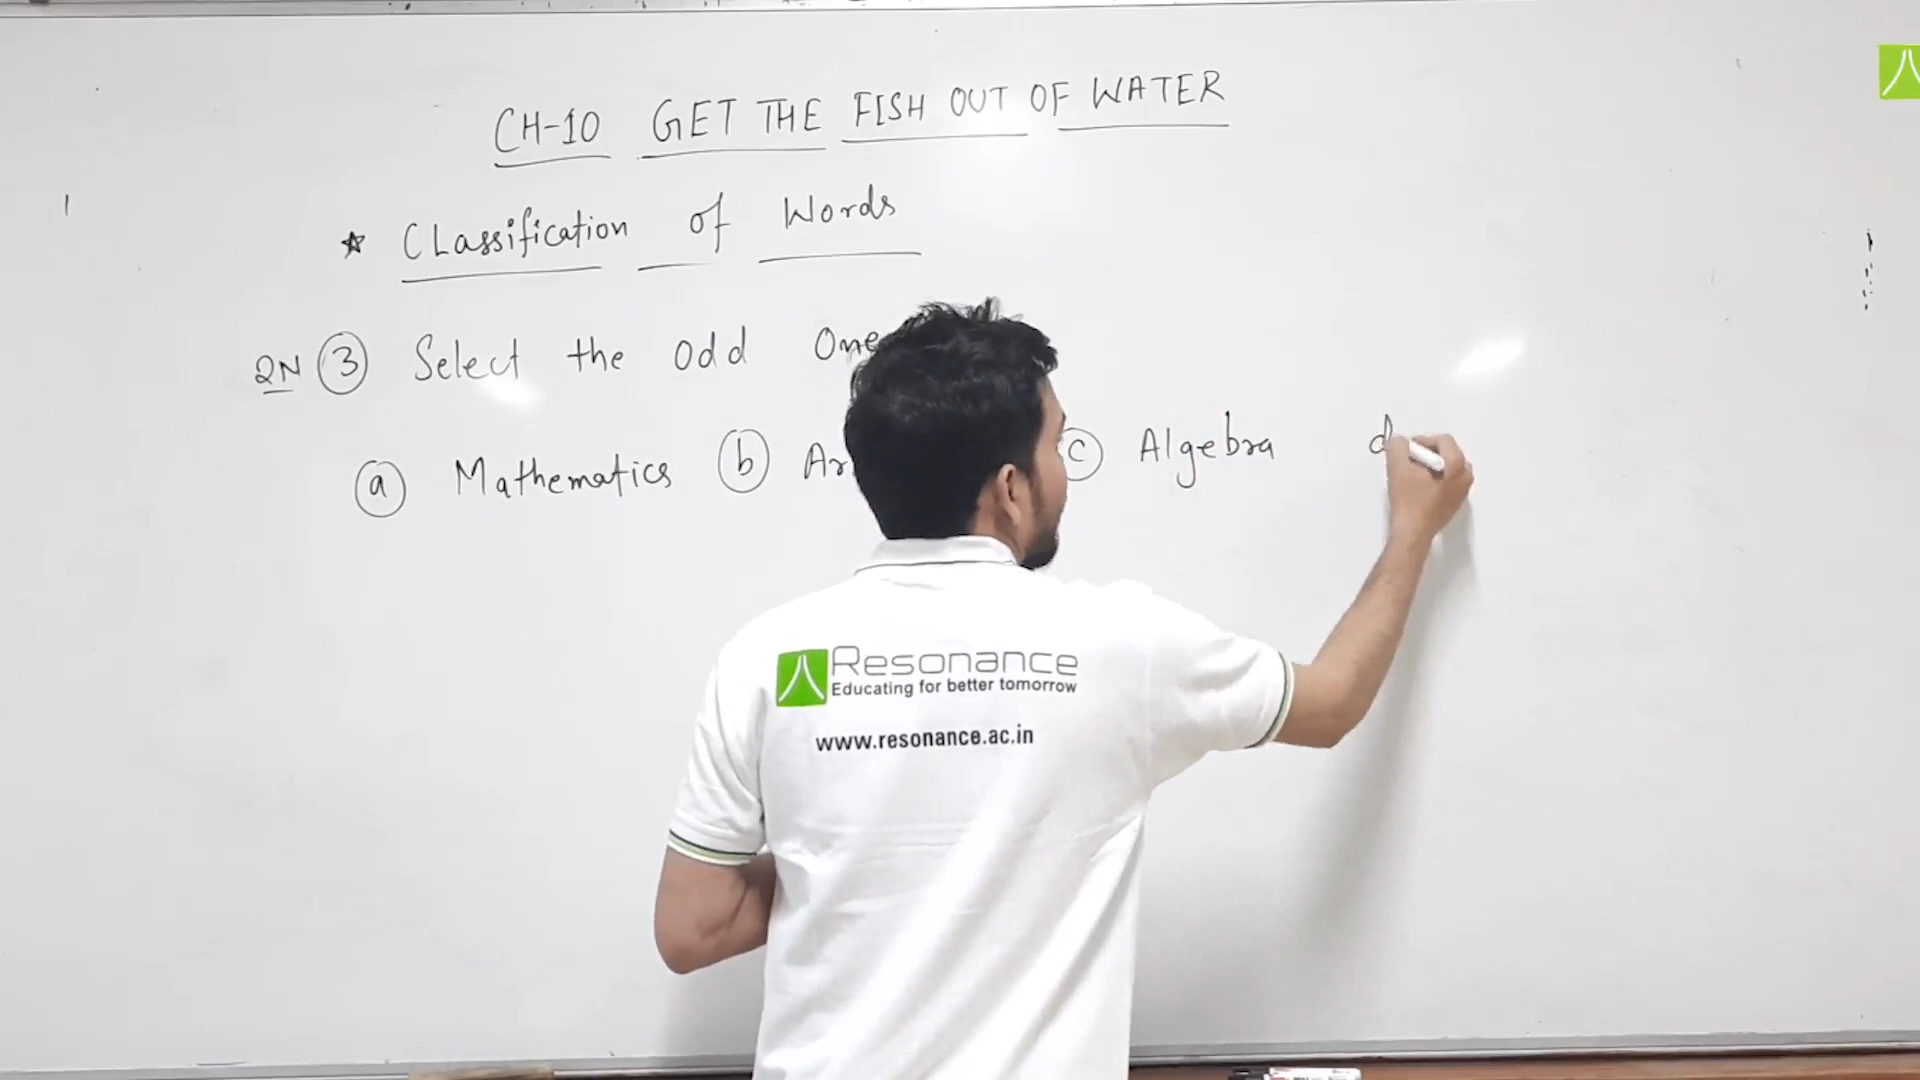 CH-10 GET THE FISH OUT OF WATER
★ CLassification of Words
QN ③ Select the odd One
ⓐ Mathematics ⓑ Ar ⓒ Algebra d
Resonance
Educating for better tomorrow
www.resonance.ac.in